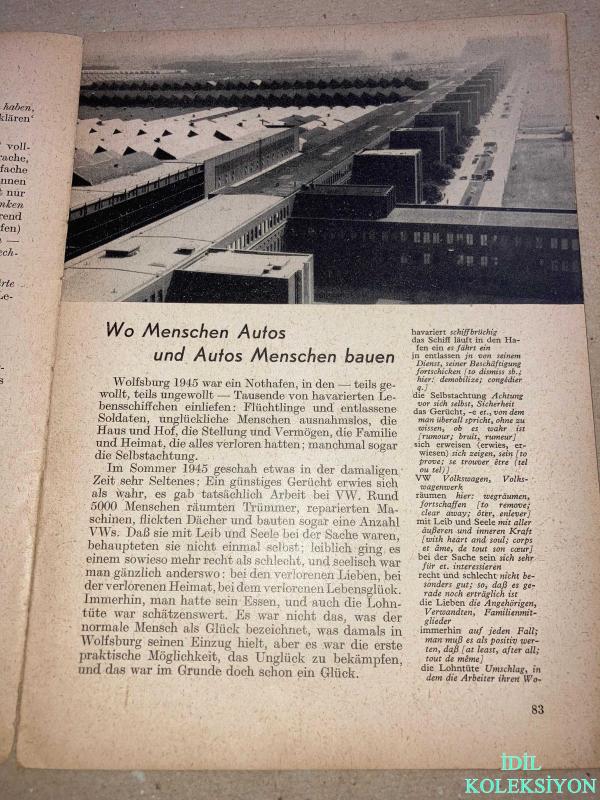 haben,
klären‘
voll-
rache,
fache
nnen
t nur
nken
rend
fen)
—
ech-
rte
Le-
s
Wo Menschen Autos
und Autos Menschen bauen
Wolfsburg 1945 war ein Nothafen, in den — teils ge-
wollt, teils ungewollt — Tausende von havarierten Le-
bensschiffchen einliefen: Flüchtlinge und entlassene
Soldaten, unglückliche Menschen ausnahmslos, die
Haus und Hof, die Stellung und Vermögen, die Familie
und Heimat, die alles verloren hatten; manchmal sogar
die Selbstachtung.
Im Sommer 1945 geschah etwas in der damaligen
Zeit sehr Seltenes: Ein günstiges Gerücht erwies sich
als wahr, es gab tatsächlich Arbeit bei VW. Rund
5000 Menschen räumten Trümmer, reparierten Ma-
schinen, flickten Dächer und bauten sogar eine Anzahl
VWs. Daß sie mit Leib und Seele bei der Sache waren,
behaupteten sie nicht einmal selbst; leiblich ging es
einem sowieso mehr recht als schlecht, und seelisch war
man gänzlich anderswo: bei den verlorenen Lieben, bei
der verlorenen Heimat, bei dem verlorenen Lebensglück.
Immerhin, man hatte sein Essen, und auch die Lohn-
tüte war schätzenswert. Es war nicht das, was der
normale Mensch als Glück bezeichnet, was damals in
Wolfsburg seinen Einzug hielt, aber es war die erste
praktische Möglichkeit, das Unglück zu bekämpfen,
und das war im Grunde doch schon ein Glück.
havariert schiffbrüchig
das Schiff läuft in den Ha-
fen ein es fährt ein
jn entlassen jn von seinem
Dienst, seiner Beschäftigung
fortschicken [to dismiss sb.;
hier: demobilize; congédier
q.]
die Selbstachtung Achtung
vor sich selbst, Sicherheit
das Gerücht, -e et., von dem
man überall spricht, ohne zu
wissen, ob es wahr ist
[rumour; bruit, rumeur]
sich erweisen (erwies, er-
wiesen) sich zeigen, sein [to
prove; se trouver être (tel
ou tel)]
VW Volkswagen, Volks-
wagenwerk
räumen hier: wegräumen,
fortschaffen [to remove;
clear away; ôter, enlever]
mit Leib und Seele mit aller
äußeren und inneren Kraft
[with heart and soul; corps
et âme, de tout son cœur]
bei der Sache sein sich sehr
für et. interessieren
recht und schlecht nicht be-
sonders gut; so, daß es ge-
rade noch erträglich ist
die Lieben die Angehörigen,
Verwandten, Familienmit-
glieder
immerhin auf jeden Fall;
man muß es als positiv wer-
ten, daß [at least, after all;
tout de même]
die Lohntüte Umschlag, in
dem die Arbeiter ihren Wo-
83
İDİL
KOLEKSİYON